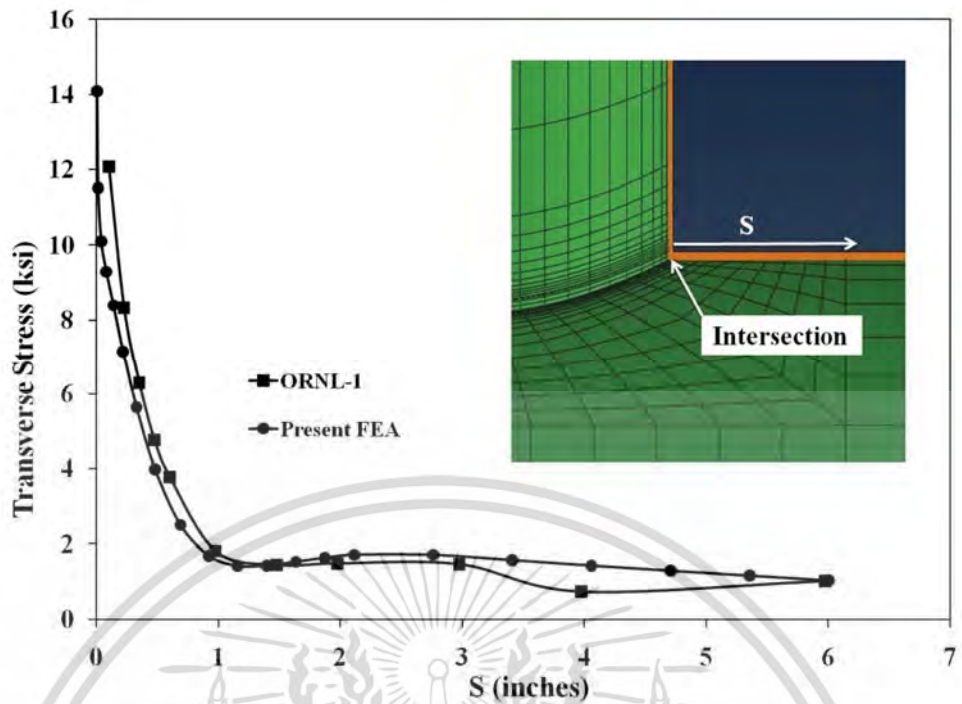 16
14
12
10
8
6
4
2
0
Transverse Stress (ksi)
ORNL-1
Present FEA
S
Intersection
0 1 2 3 4 5 6 7
S (inches)